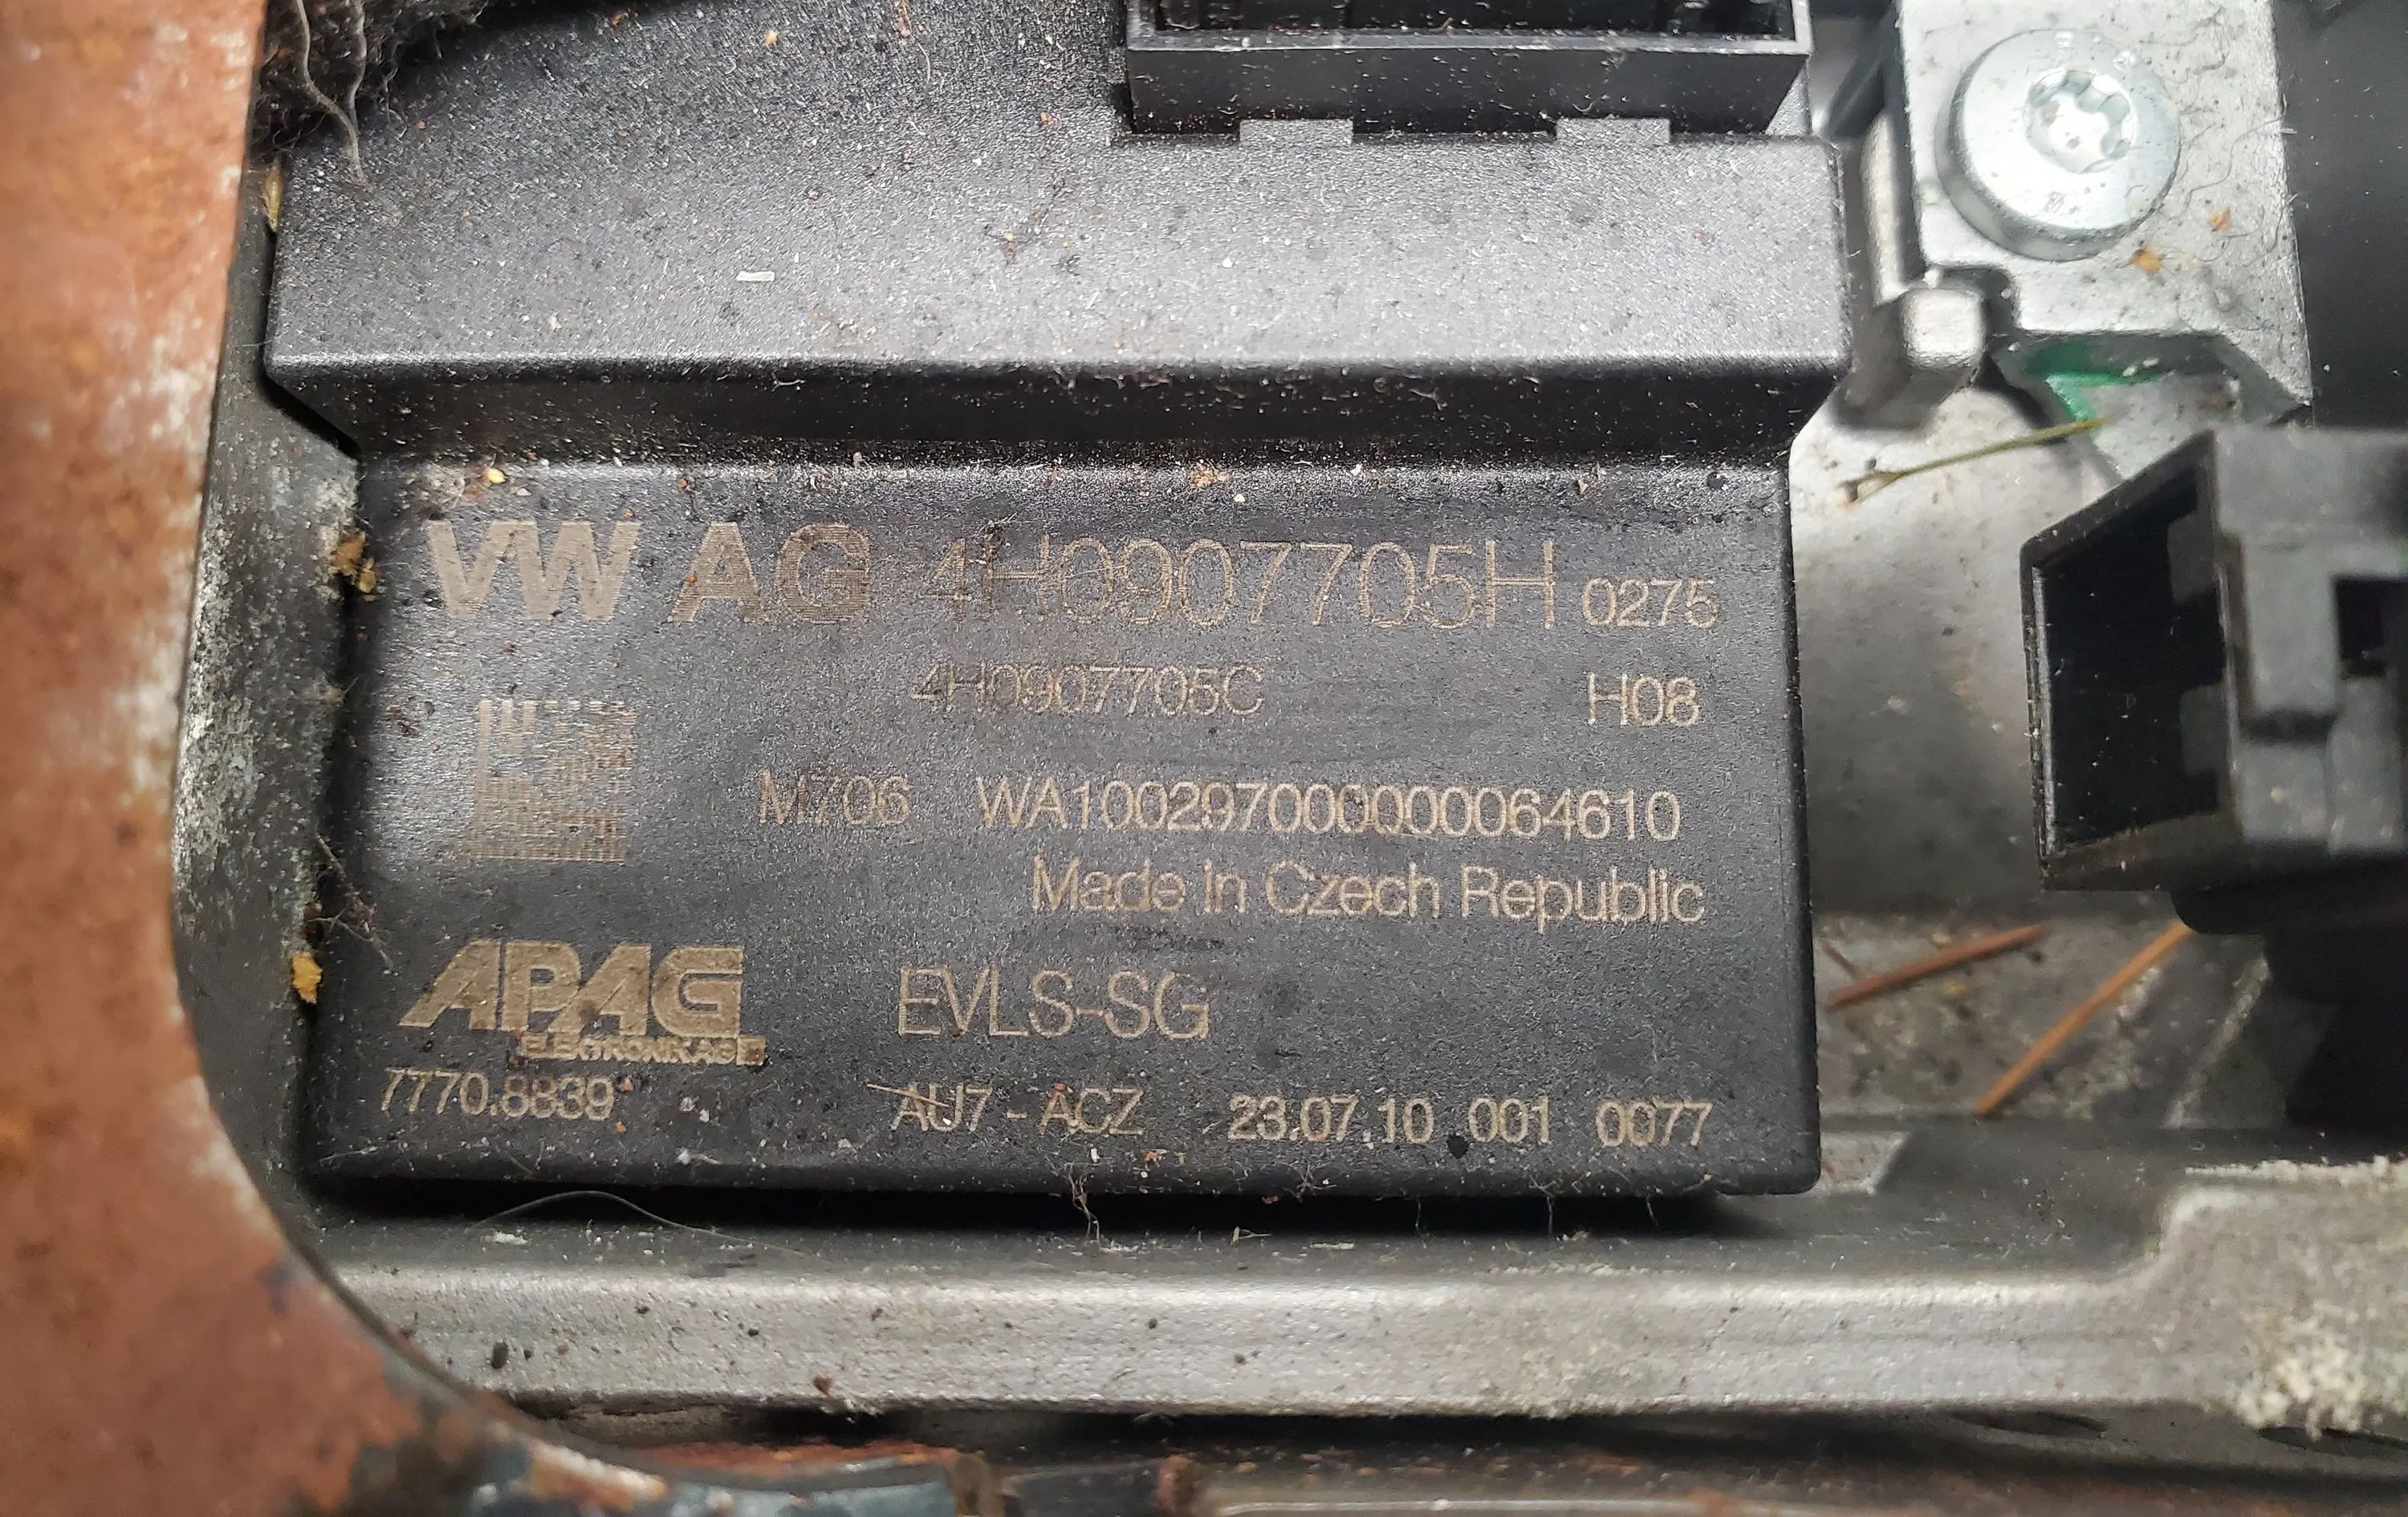 VW AG 4H0907705H 0275
4H0907705C H08
M706 WA1002970000000064610
Made In Czech Republic
APAG
ELEKTRONIK AG
EVLS-SG
7770.8839 AU7 - ACZ 23.07.10 001 0077